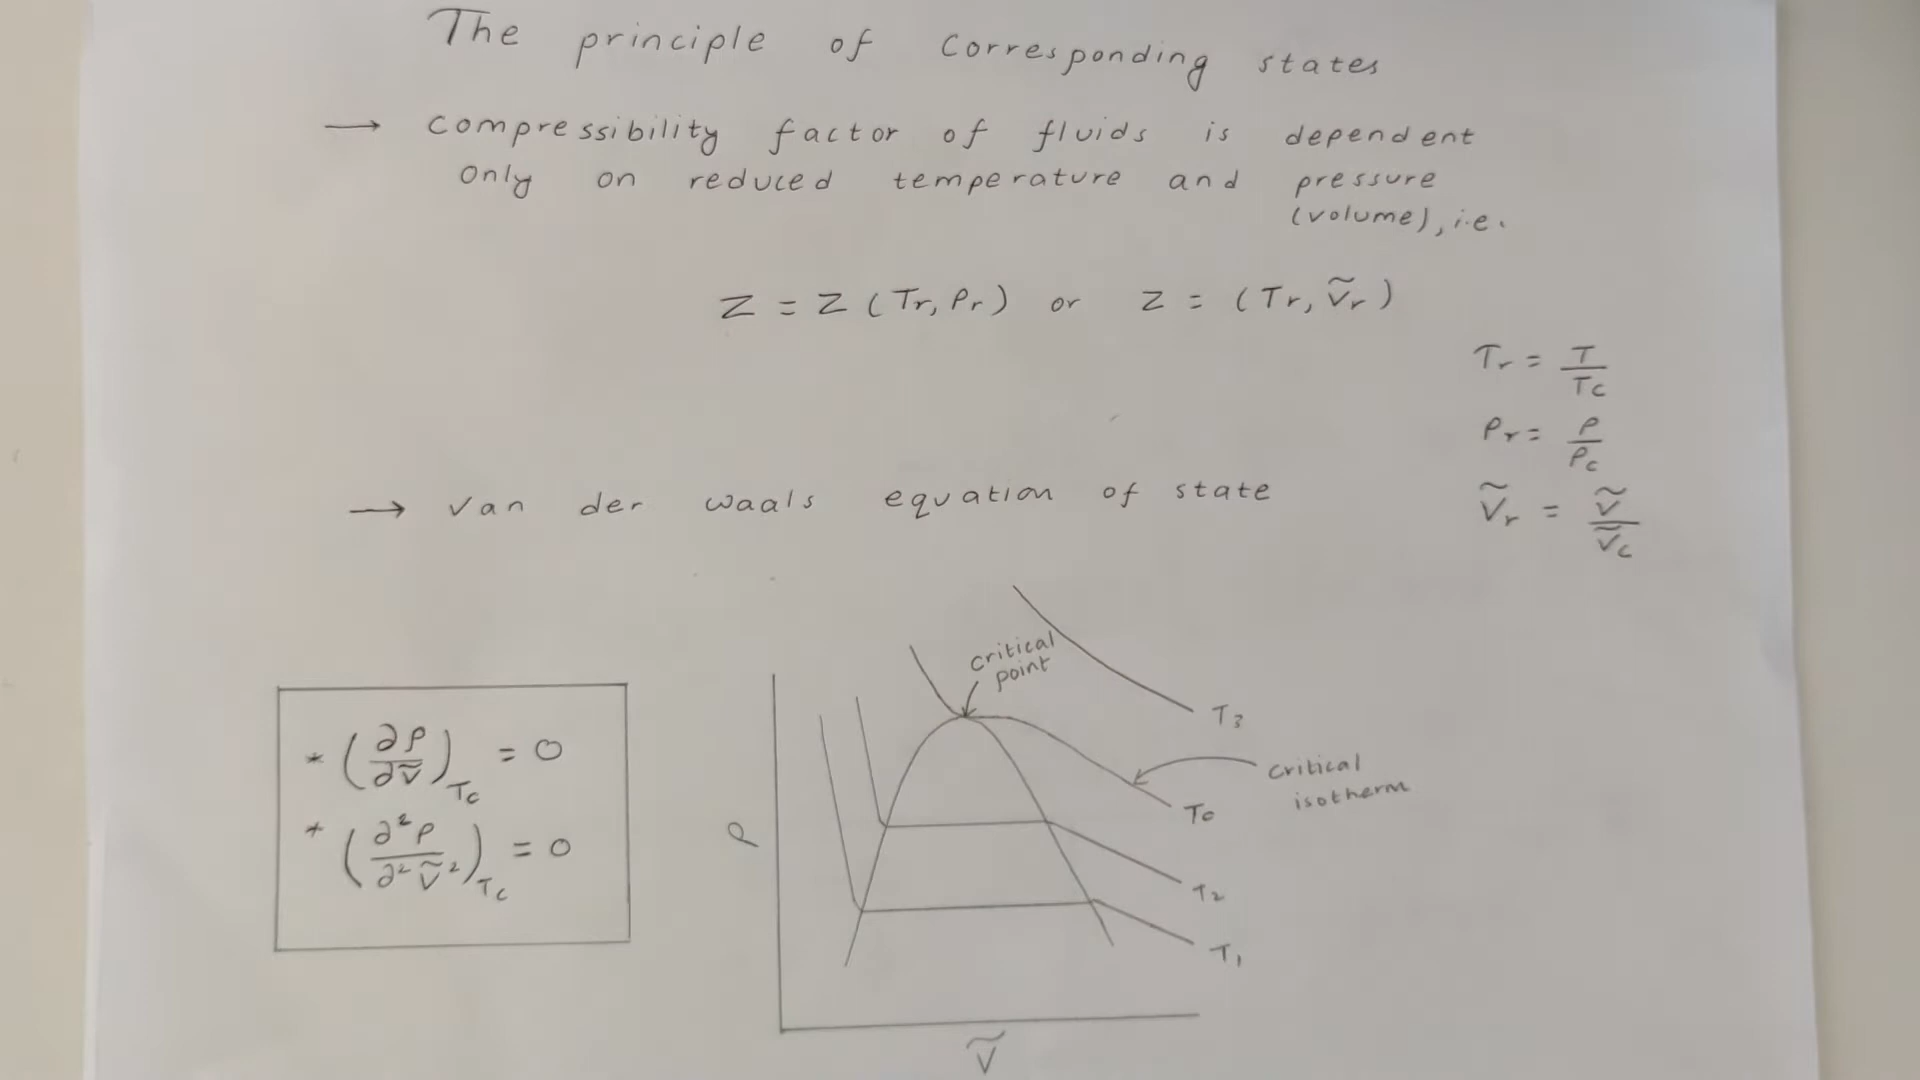 The principle of corresponding states
→ compressibility factor of fluids is dependent
only on reduced temperature and pressure
(volume), i.e.
Z = Z (Tr, Pr) or Z = (Tr, Ṽr)
Tr = T/Tc
Pr = P/Pc
Ṽr = Ṽ/Ṽc
→ van der waals equation of state
* (∂P/∂Ṽ)Tc = 0
* (∂²P/∂²Ṽ²)Tc = 0
critical
point
T3
critical
isotherm
Tc
P
T2
T1
Ṽ